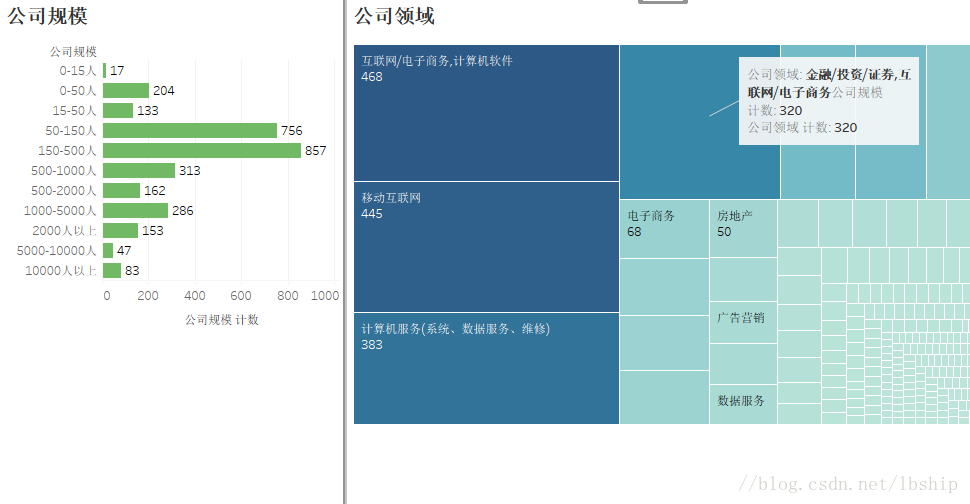 公司规模
公司规模
0-15人 17
0-50人 204
15-50人 133
50-150人 756
150-500人 857
500-1000人 313
500-2000人 162
1000-5000人 286
2000人以上 153
5000-10000人 47
10000人以上 83
0 200 400 600 800 1000
公司规模 计数
公司领域
互联网/电子商务,计算机软件
468
移动互联网
445
计算机服务(系统、数据服务、维修)
383
公司领域: 金融/投资/证券,互
联网/电子商务公司规模
计数: 320
公司领域 计数: 320
电子商务
68
房地产
50
广告营销
数据服务
//blog.csdn.net/lbship